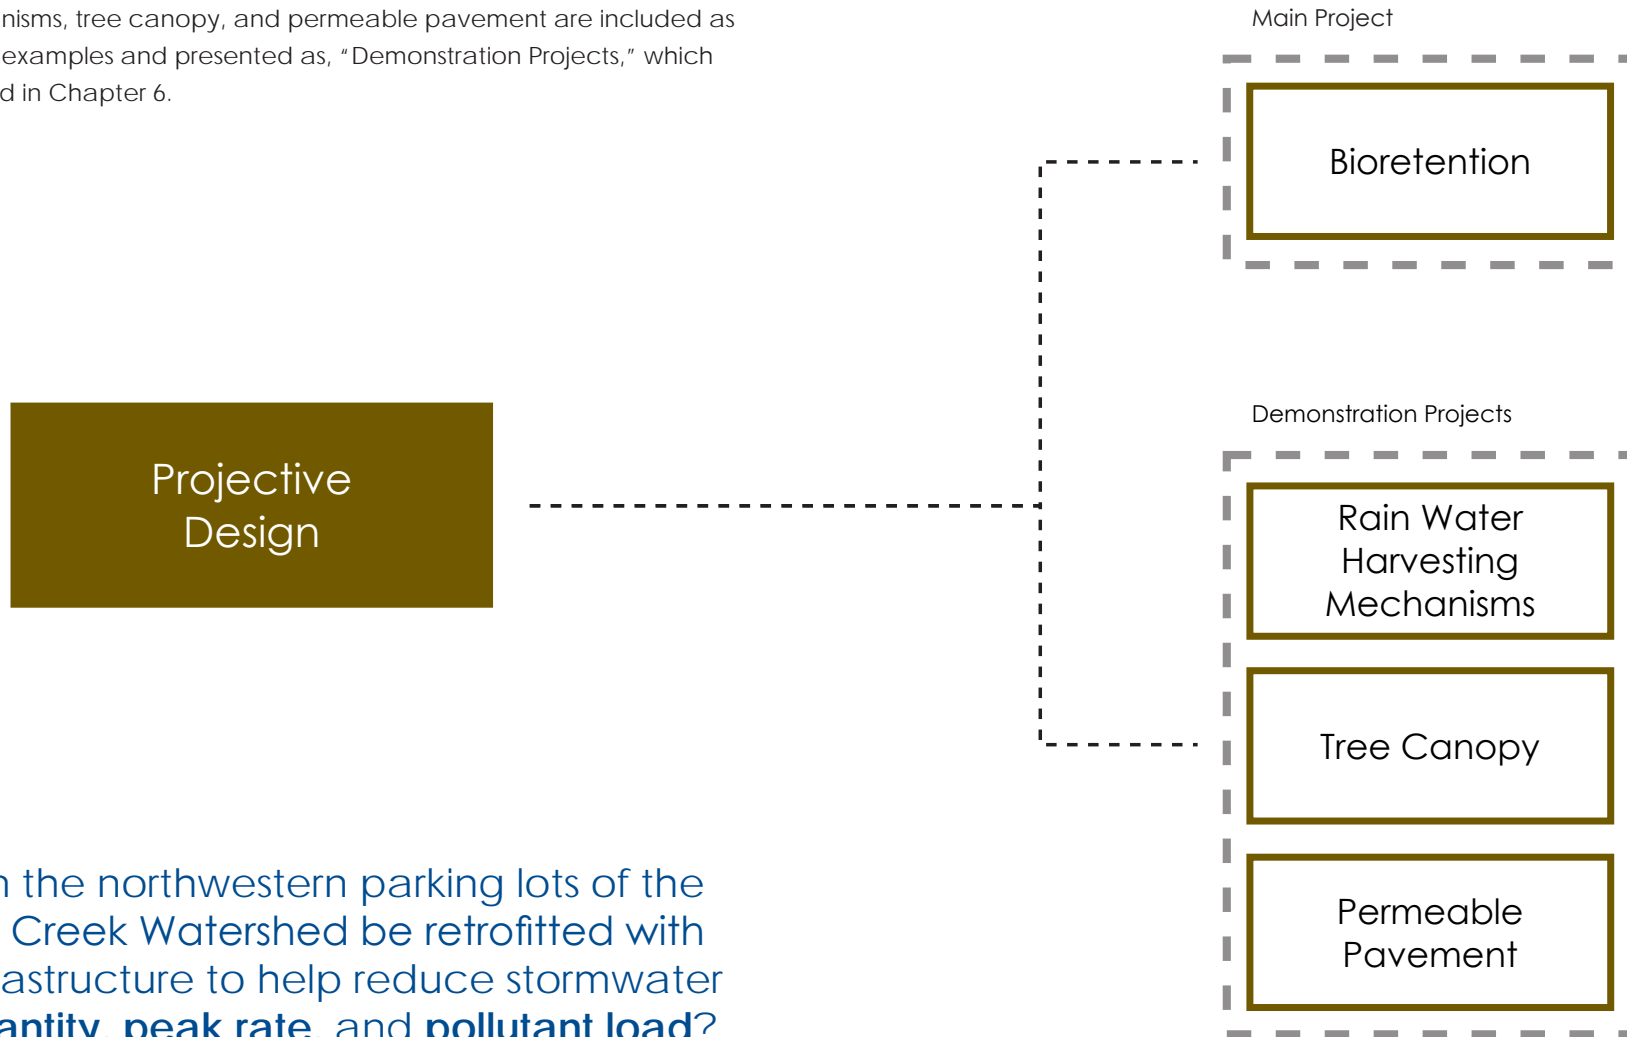 nisms, tree canopy, and permeable pavement are included as
examples and presented as, “Demonstration Projects,” which
d in Chapter 6.
Main Project
Bioretention
Projective
Design
Demonstration Projects
Rain Water
Harvesting
Mechanisms
Tree Canopy
Permeable
Pavement
n the northwestern parking lots of the
Creek Watershed be retrofitted with
astructure to help reduce stormwater
antity, peak rate, and pollutant load?